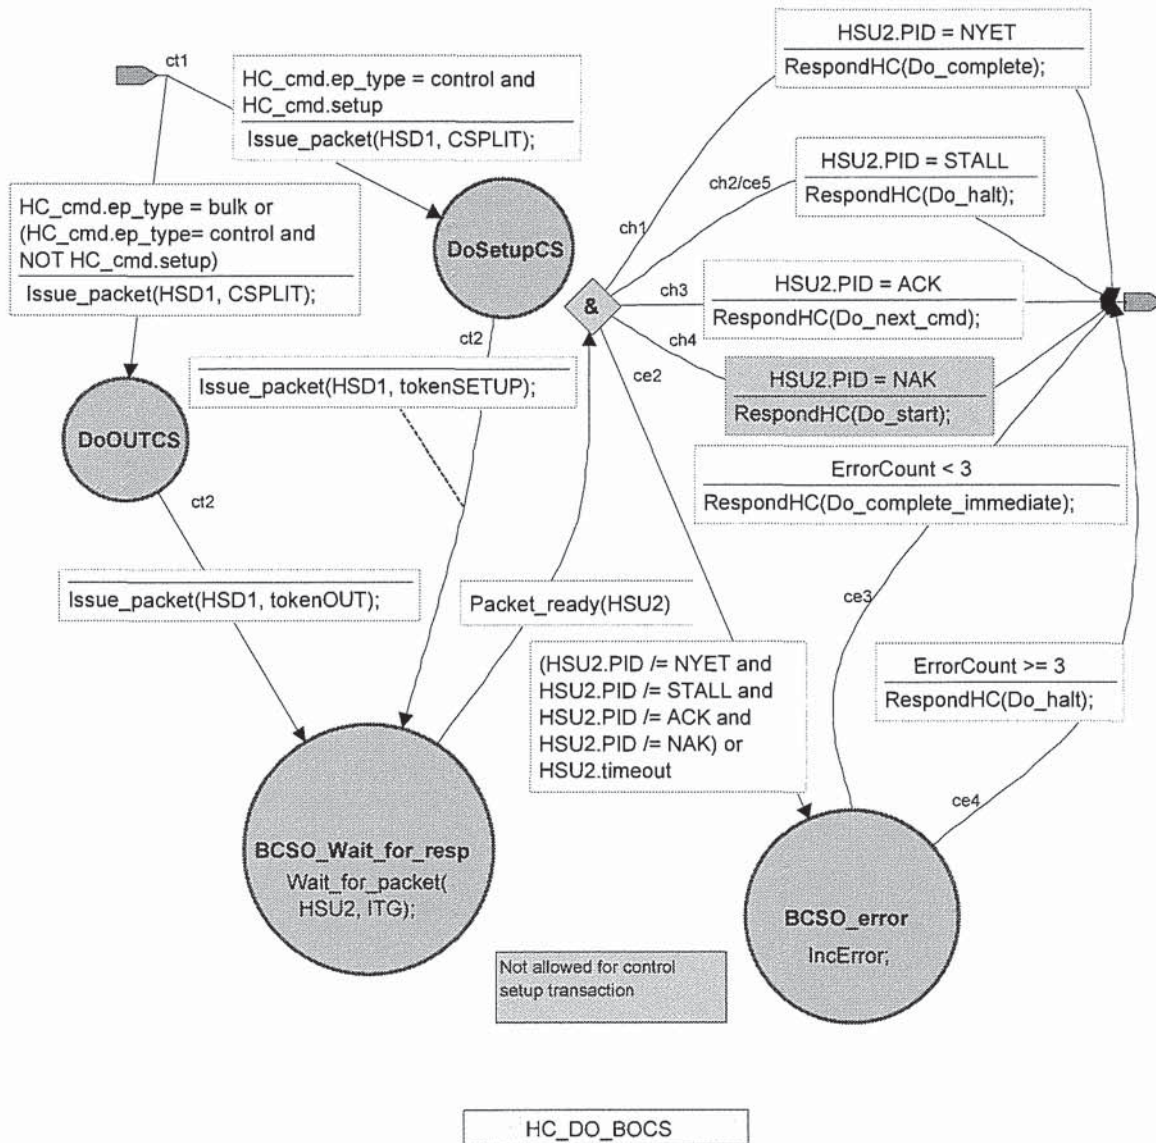 ct1
HC_cmd.ep_type = control and
HC_cmd.setup
Issue_packet(HSD1, CSPLIT);
HC_cmd.ep_type = bulk or
(HC_cmd.ep_type= control and
NOT HC_cmd.setup)
Issue_packet(HSD1, CSPLIT);
DoSetupCS
DoOUTCS
ct2
Issue_packet(HSD1, tokenSETUP);
ct2
Issue_packet(HSD1, tokenOUT);
Packet_ready(HSU2)
BCSO_Wait_for_resp
Wait_for_packet(
HSU2, ITG);
&
ch1
HSU2.PID = NYET
RespondHC(Do_complete);
ch2/ce5
HSU2.PID = STALL
RespondHC(Do_halt);
ch3
HSU2.PID = ACK
RespondHC(Do_next_cmd);
ch4
HSU2.PID = NAK
RespondHC(Do_start);
ce2
(HSU2.PID /= NYET and
HSU2.PID /= STALL and
HSU2.PID /= ACK and
HSU2.PID /= NAK) or
HSU2.timeout
ErrorCount < 3
RespondHC(Do_complete_immediate);
ce3
ErrorCount >= 3
RespondHC(Do_halt);
ce4
BCSO_error
IncError;
Not allowed for control
setup transaction
HC_DO_BOCS